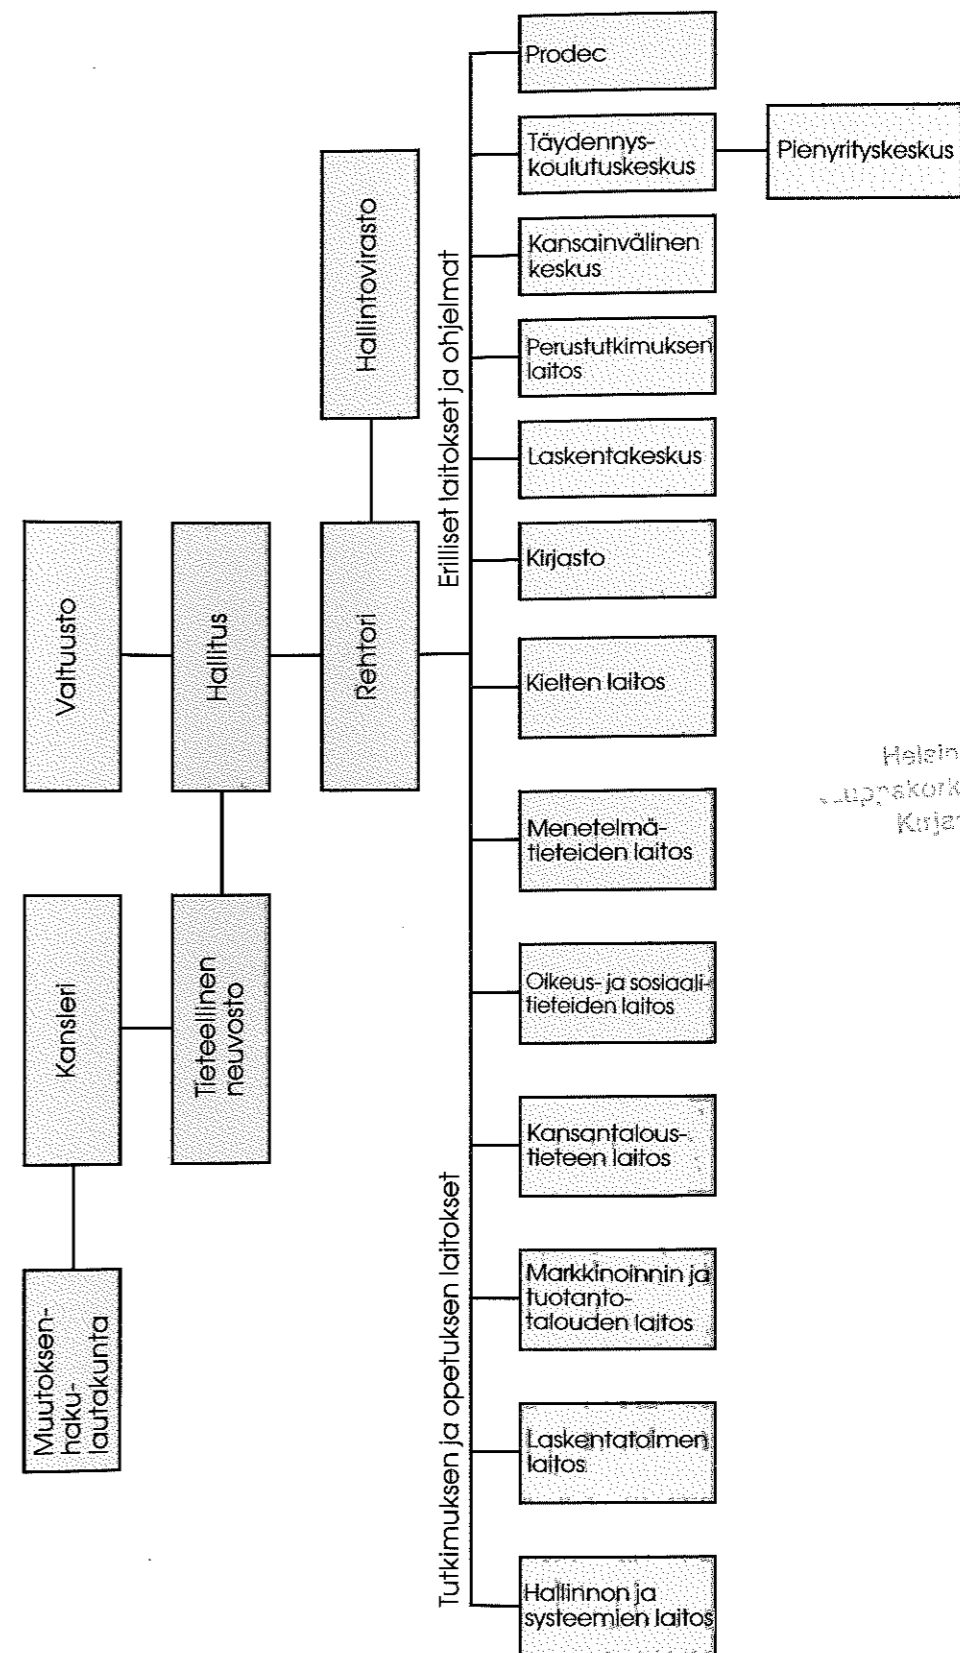 Muutoksen-
haku-
lautakunta
Kansleri
Tieteellinen
neuvosto
Valtuusto
Hallitus
Rehtori
Hallintovirasto
Tutkimuksen ja opetuksen laitokset
Erilliset laitokset ja ohjelmat
Prodec
Täydennys-
koulutuskeskus
Pienyrityskeskus
Kansainvälinen
keskus
Perustutkimuksen
laitos
Laskentakeskus
Kirjasto
Kielten laitos
Menetelmä-
tieteiden laitos
Oikeus- ja sosiaali-
tieteiden laitos
Kansantalous-
tieteen laitos
Markkinoinnin ja
tuotanto-
talouden laitos
Laskentatoimen
laitos
Hallinnon ja
systeemien laitos